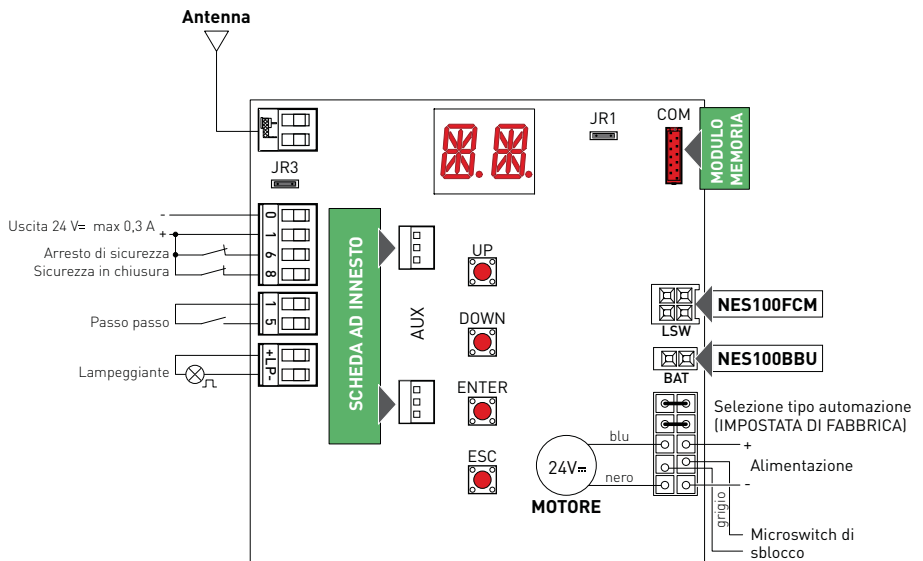 Antenna
JR3
JR1
COM
MODULO
MEMORIA
Uscita 24 V= max 0,3 A
-
+
0
1
6
8
Arresto di sicurezza
Sicurezza in chiusura
1
5
Passo passo
+LP-
Lampeggiante
SCHEDA AD INNESTO
AUX
UP
DOWN
ENTER
ESC
LSW
NES100FCM
BAT
NES100BBU
Selezione tipo automazione
(IMPOSTATA DI FABBRICA)
blu
24V=
nero
MOTORE
+
Alimentazione
-
grigio
Microswitch di
sblocco